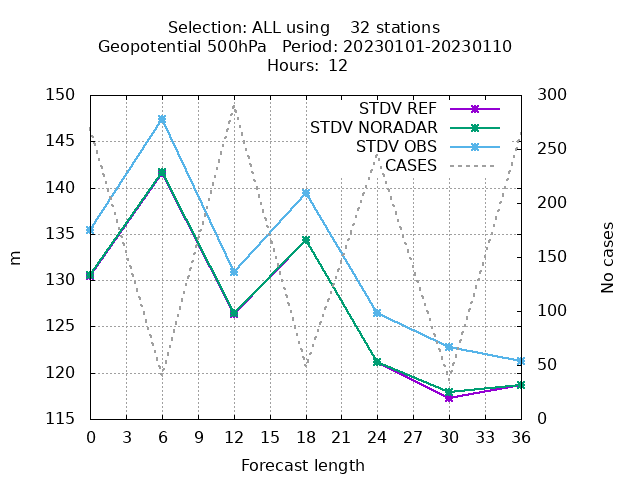 Selection: ALL using    32 stations
Geopotential 500hPa   Period: 20230101-20230110
Hours:  12
150
145
140
135
130
125
120
115
m
300
250
200
150
100
50
0
No cases
STDV REF
STDV NORADAR
STDV OBS
CASES
0 3 6 9 12 15 18 21 24 27 30 33 36
Forecast length